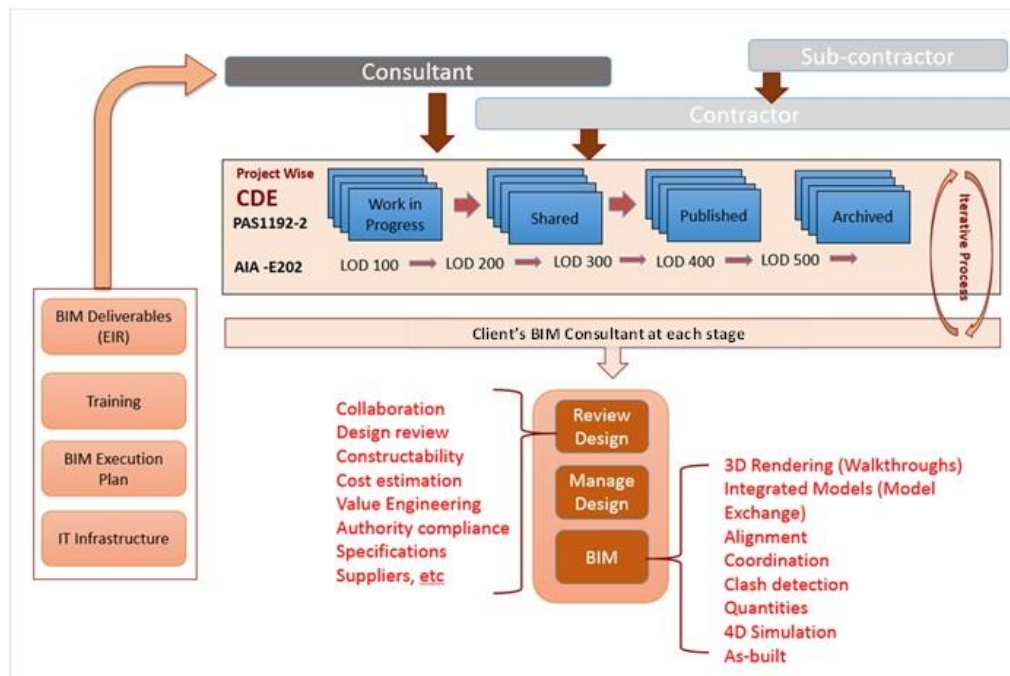 Sub-contractor
Consultant
Contractor
Project Wise
CDE
PAS1192-2
Work in
Progress
Shared
Published
Archived
AIA -E202
LOD 100
LOD 200
LOD 300
LOD 400
LOD 500
Iterative Process
BIM Deliverables
(EIR)
Training
BIM Execution
Plan
IT Infrastructure
Client's BIM Consultant at each stage
Collaboration
Design review
Constructability
Cost estimation
Value Engineering
Authority compliance
Specifications
Suppliers, etc
Review
Design
Manage
Design
BIM
3D Rendering (Walkthroughs)
Integrated Models (Model
Exchange)
Alignment
Coordination
Clash detection
Quantities
4D Simulation
As-built